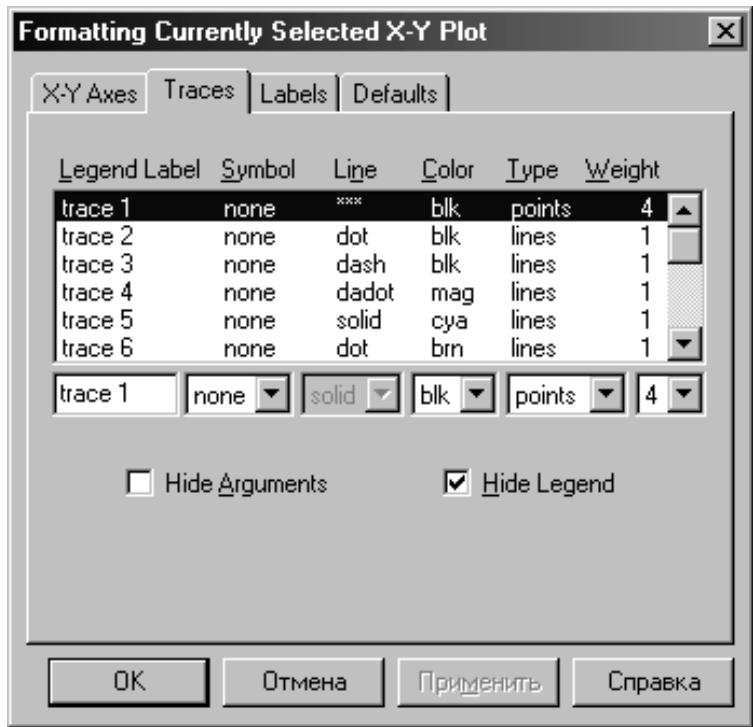 Formatting Currently Selected X-Y Plot
X-Y Axes Traces Labels Defaults
Legend Label Symbol Line Color Type Weight
trace 1 none *** blk points 4
trace 2 none dot blk lines 1
trace 3 none dash blk lines 1
trace 4 none dadot mag lines 1
trace 5 none solid cya lines 1
trace 6 none dot brn lines 1
trace 1 none solid blk points 4
Hide Arguments Hide Legend
OK Отмена Применить Справка